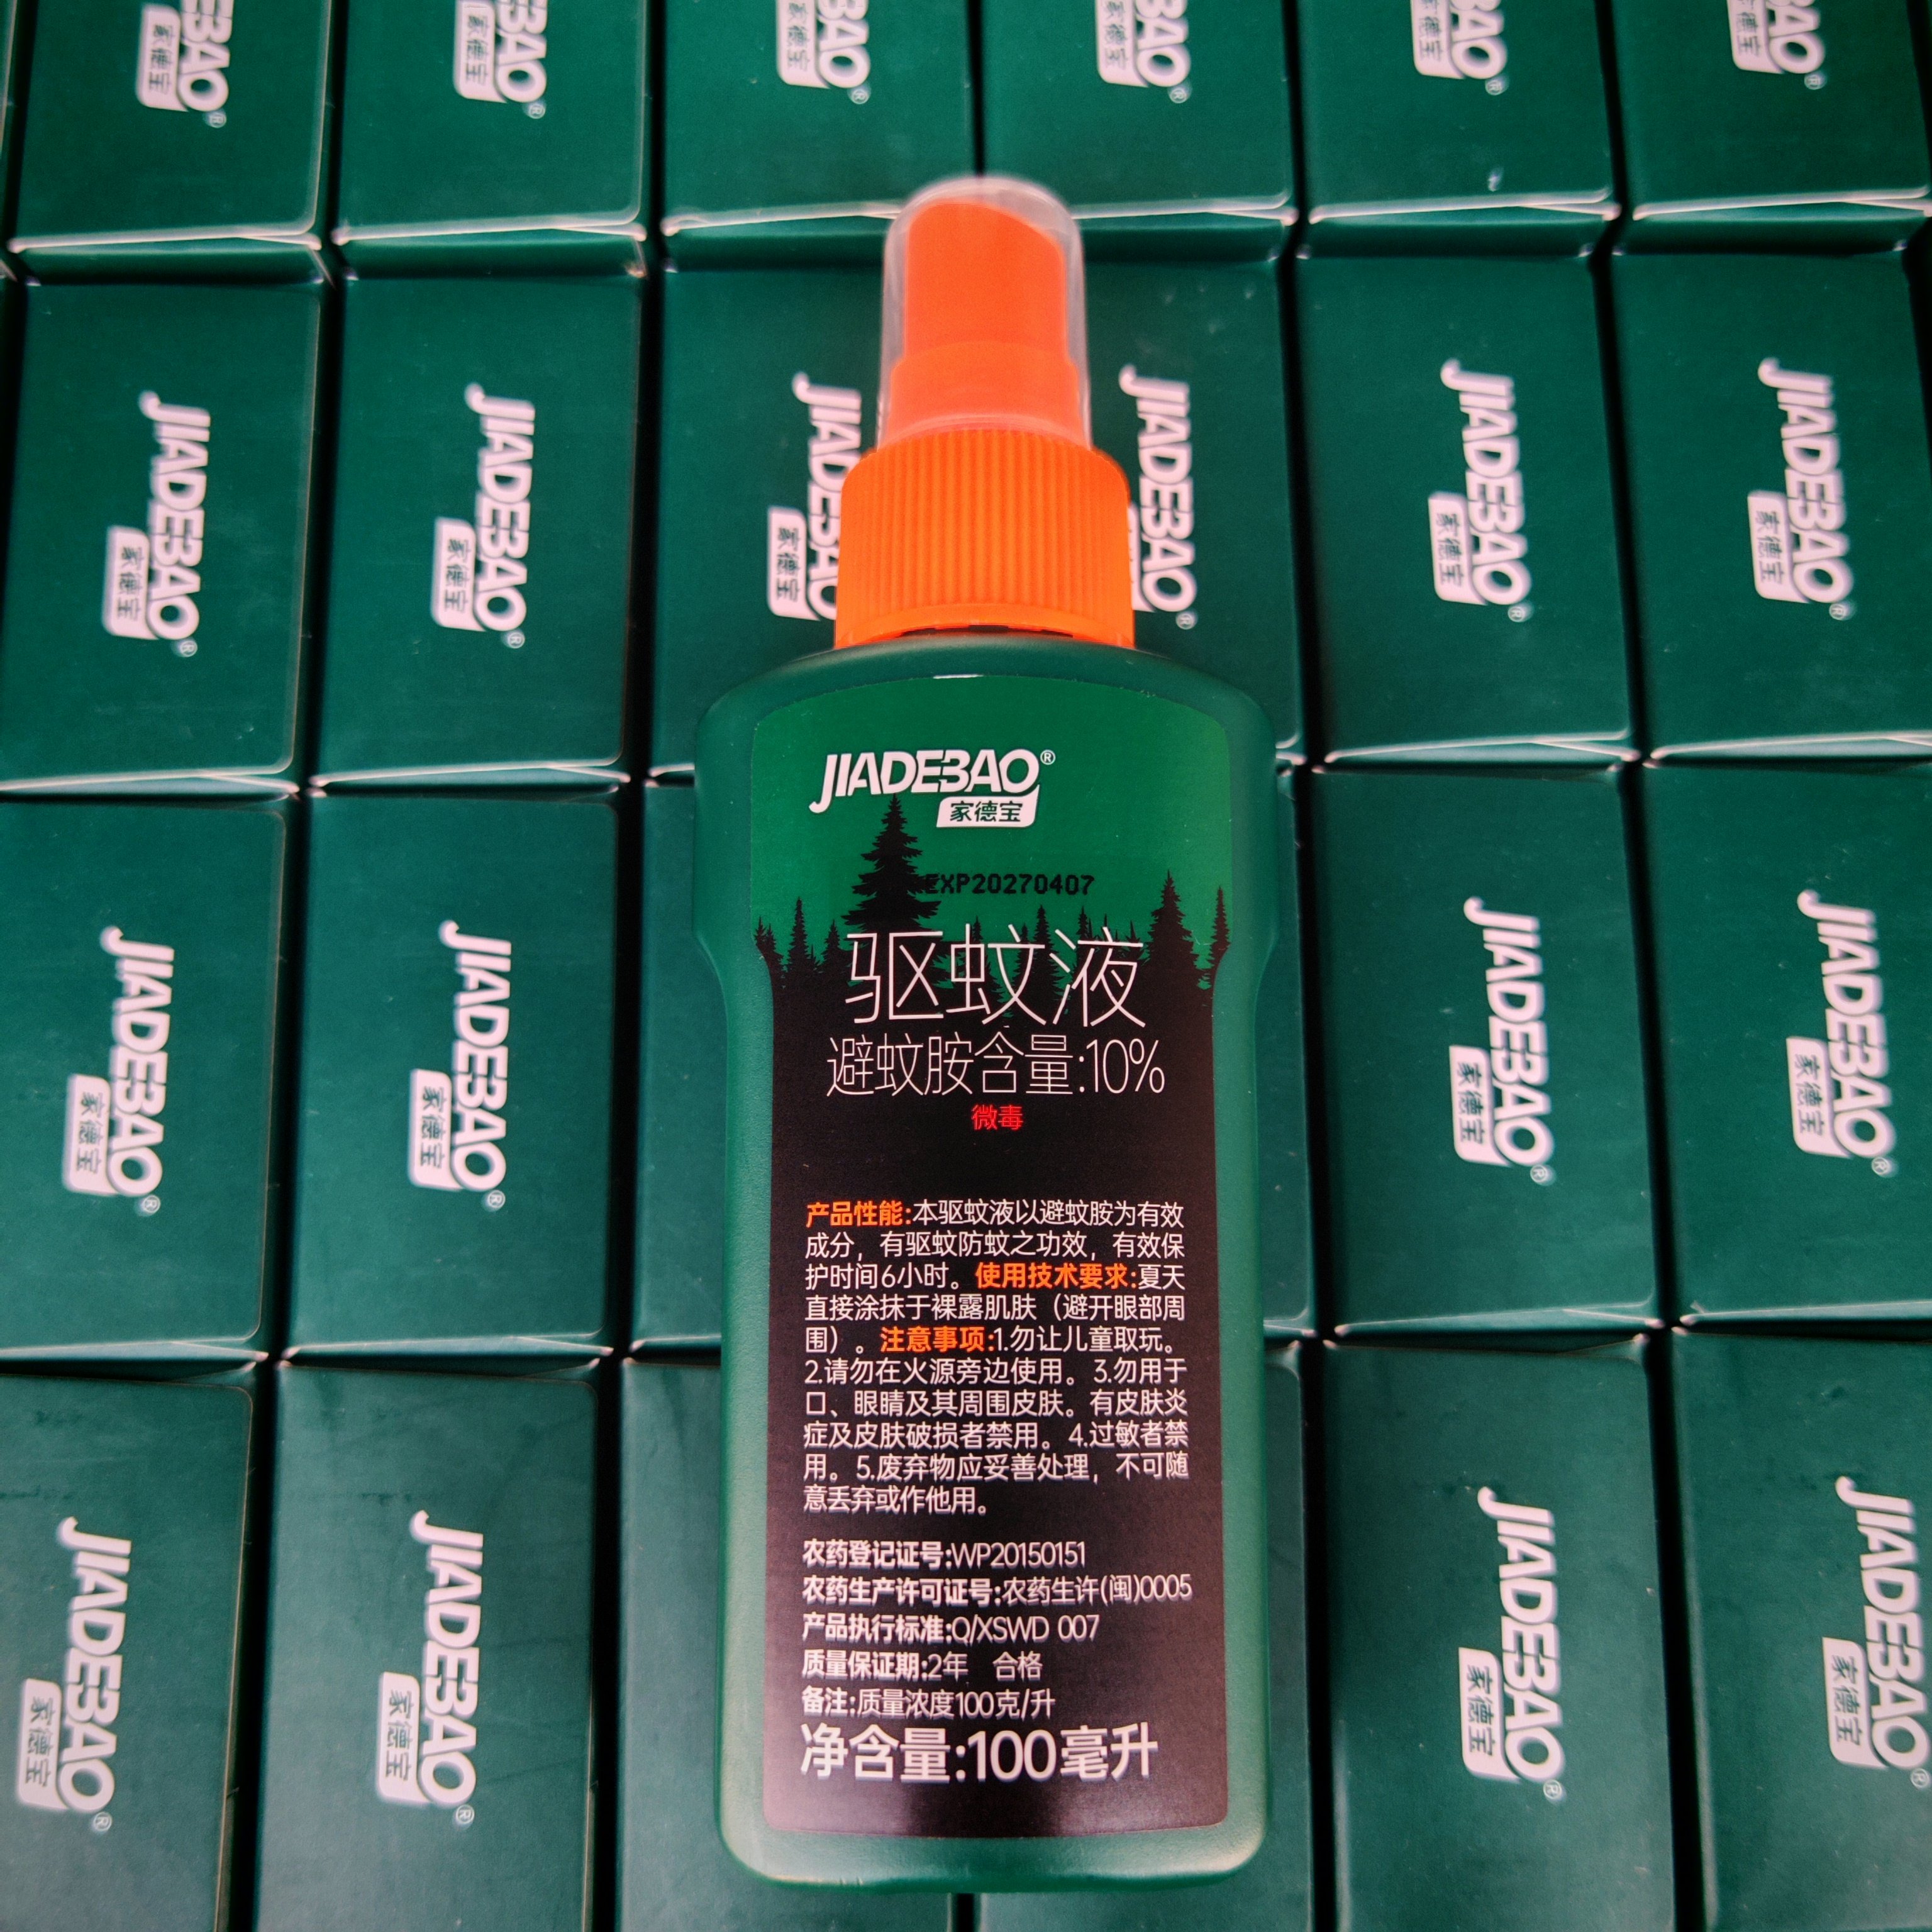 JIADEBAO®
家德宝
EXP20270407
驱蚊液
避蚊胺含量:10%
微毒
产品性能:本驱蚊液以避蚊胺为有效
成分，有驱蚊防蚊之功效，有效保
护时间6小时。使用技术要求:夏天
直接涂抹于裸露肌肤（避开眼部周
围）。注意事项:1.勿让儿童取玩。
2.请勿在火源旁边使用。3.勿用于
口、眼睛及其周围皮肤。有皮肤炎
症及皮肤破损者禁用。4.过敏者禁
用。5.废弃物应妥善处理，不可随
意丢弃或作他用。
农药登记证号:WP20150151
农药生产许可证号:农药生许(闽)0005
产品执行标准:Q/XSWD 007
质量保证期:2年 合格
备注:质量浓度100克/升
净含量:100毫升